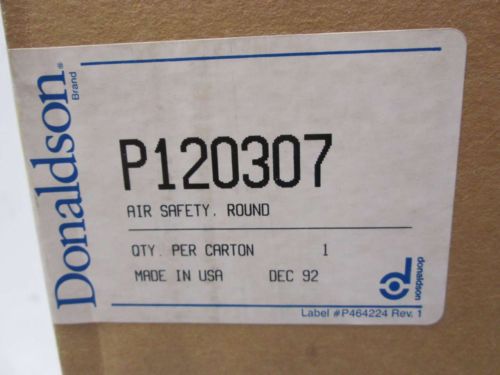 Donaldson®
Brand
P120307
AIR SAFETY, ROUND
QTY. PER CARTON 1
MADE IN USA DEC 92
donaldson
Label #P464224 Rev. 1